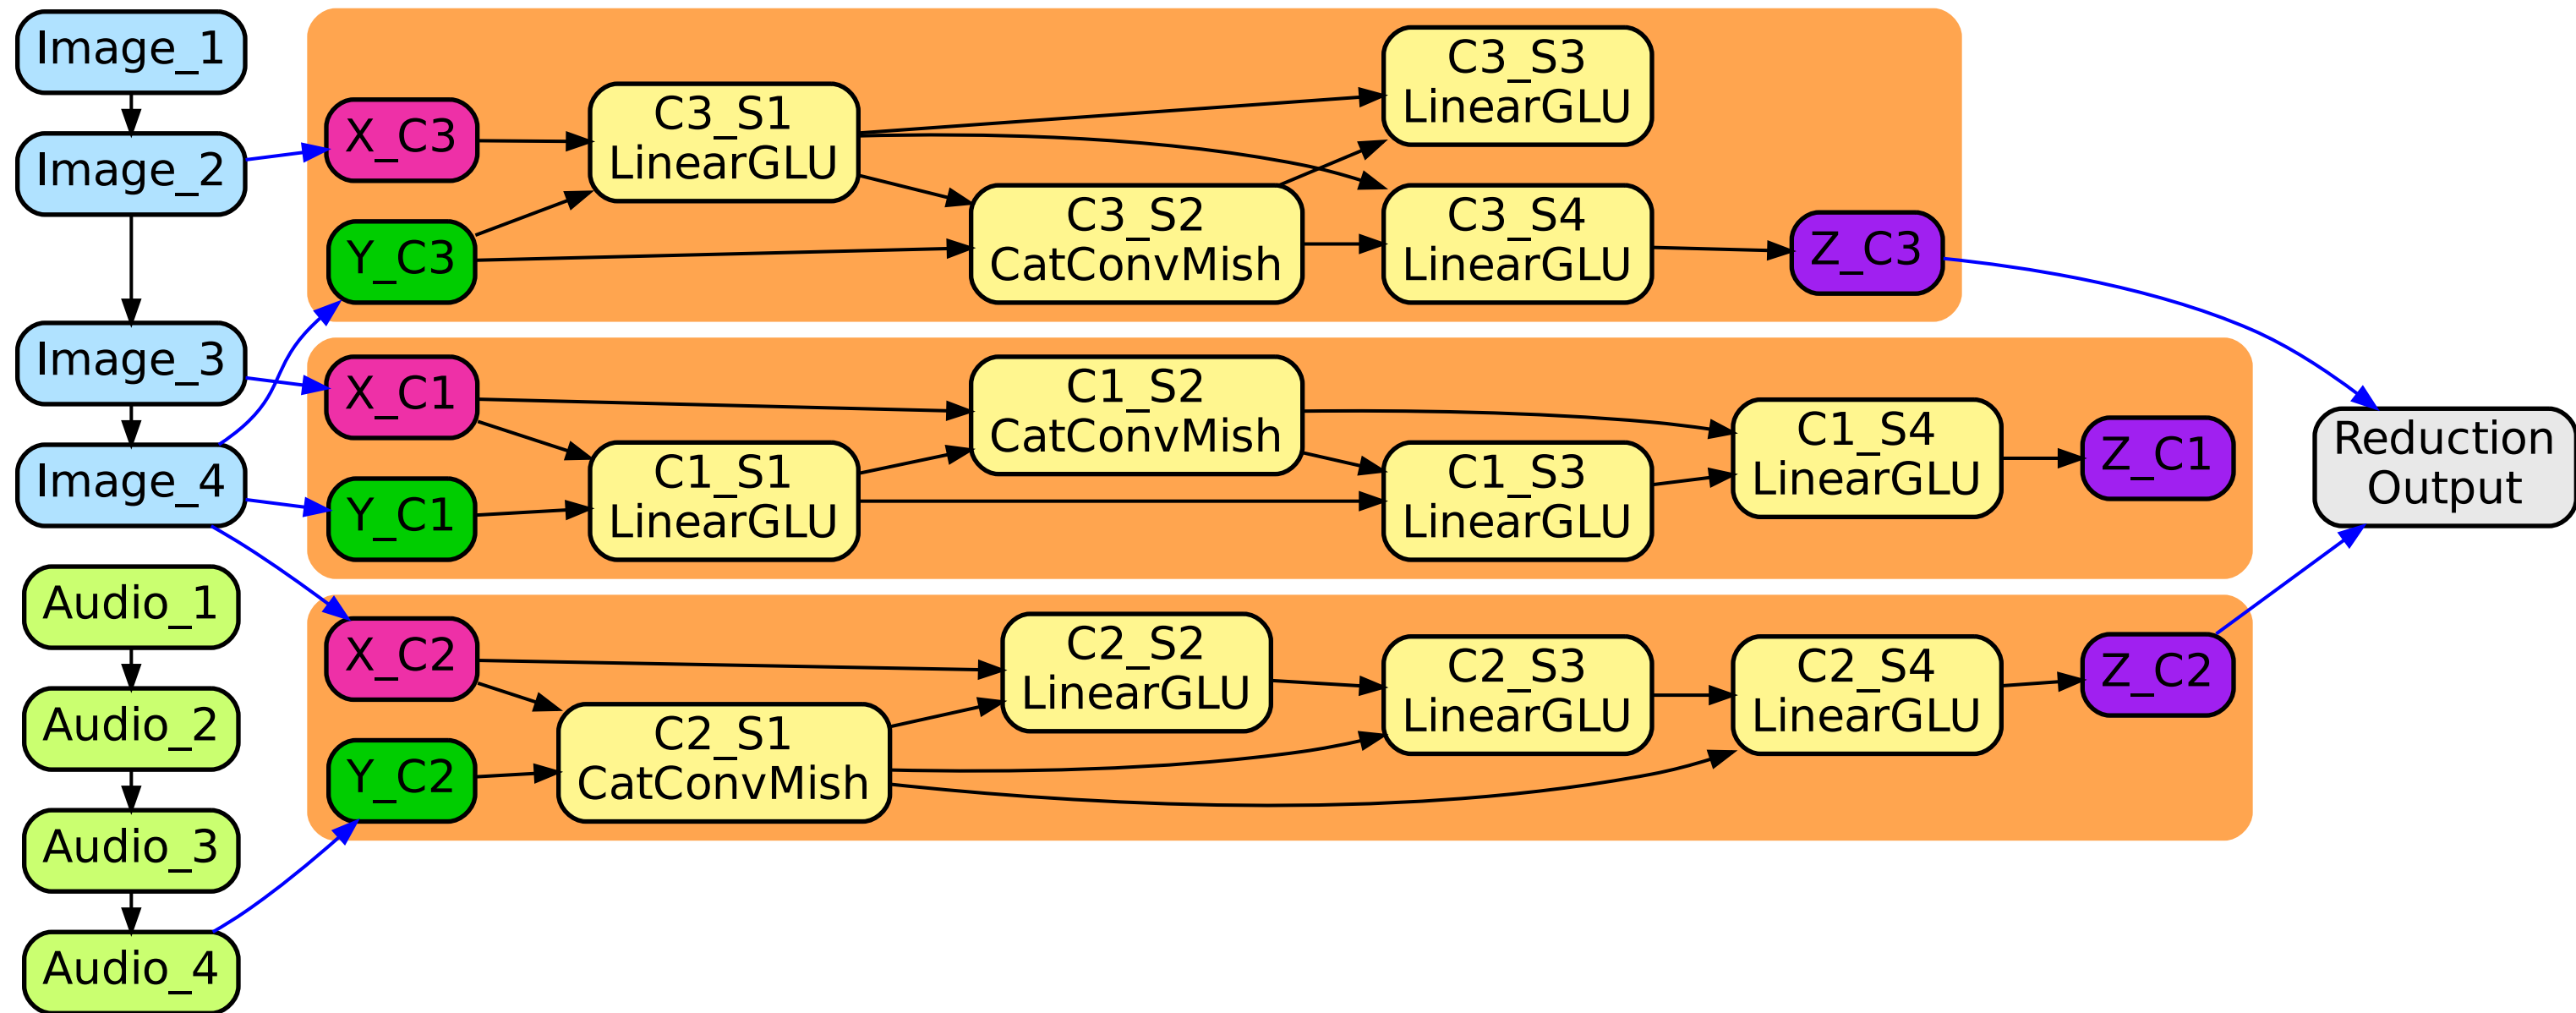 Image_1
Image_2
Image_3
Image_4
Audio_1
Audio_2
Audio_3
Audio_4
X_C3
Y_C3
C3_S1
LinearGLU
C3_S2
CatConvMish
C3_S3
LinearGLU
C3_S4
LinearGLU
Z_C3
X_C1
Y_C1
C1_S1
LinearGLU
C1_S2
CatConvMish
C1_S3
LinearGLU
C1_S4
LinearGLU
Z_C1
X_C2
Y_C2
C2_S1
CatConvMish
C2_S2
LinearGLU
C2_S3
LinearGLU
C2_S4
LinearGLU
Z_C2
Reduction
Output